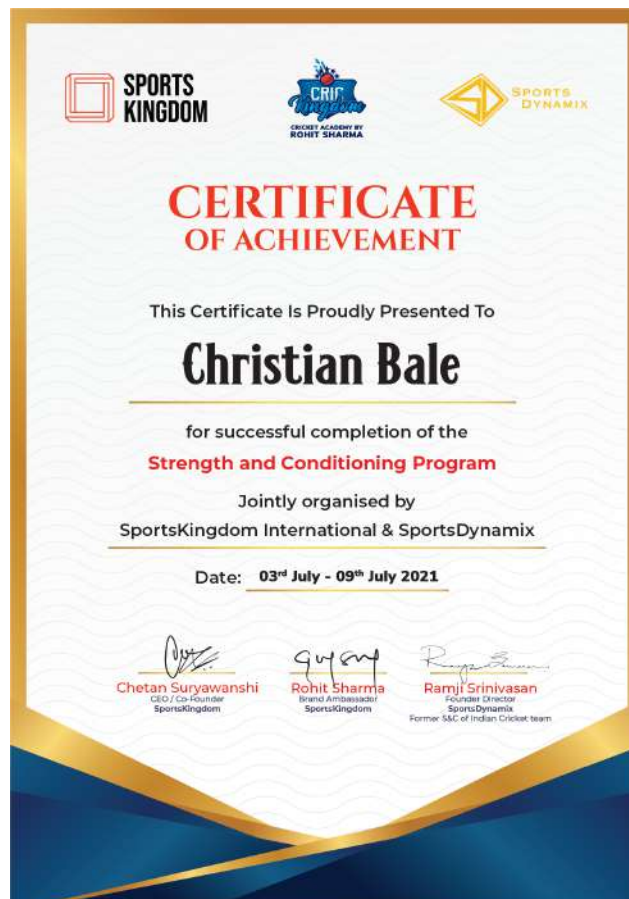 SPORTS
KINGDOM
CRIC
Kingdom
CRICKET ACADEMY BY
ROHIT SHARMA
SPORTS
DYNAMIX
CERTIFICATE
OF ACHIEVEMENT
This Certificate Is Proudly Presented To
Christian Bale
for successful completion of the
Strength and Conditioning Program
Jointly organised by
SportsKingdom International & SportsDynamix
Date: 03rd July - 09th July 2021
Chetan Suryawanshi
CEO / Co-Founder
SportsKingdom
Rohit Sharma
Brand Ambassador
SportsKingdom
Ramji Srinivasan
Founder Director
SportsDynamix
Former S&C of Indian Cricket team